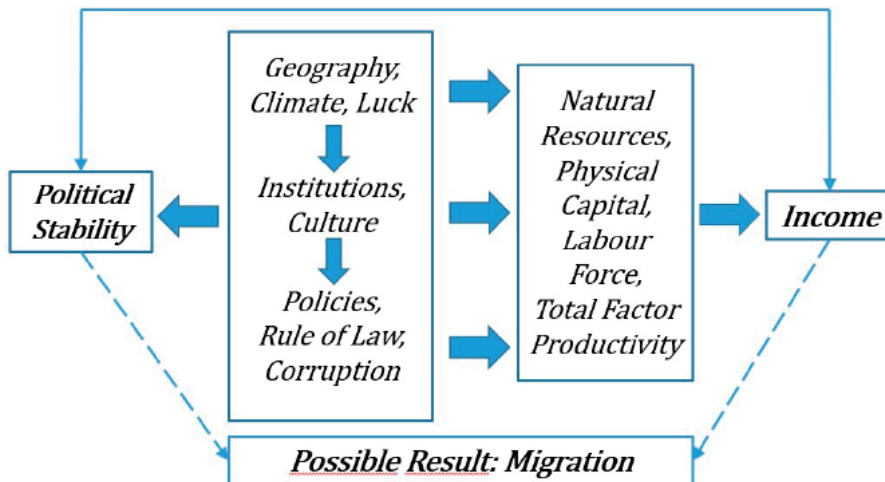 Geography,
Climate, Luck
Institutions,
Culture
Policies,
Rule of Law,
Corruption
Political
Stability
Natural
Resources,
Physical
Capital,
Labour
Force,
Total Factor
Productivity
Income
Possible Result: Migration